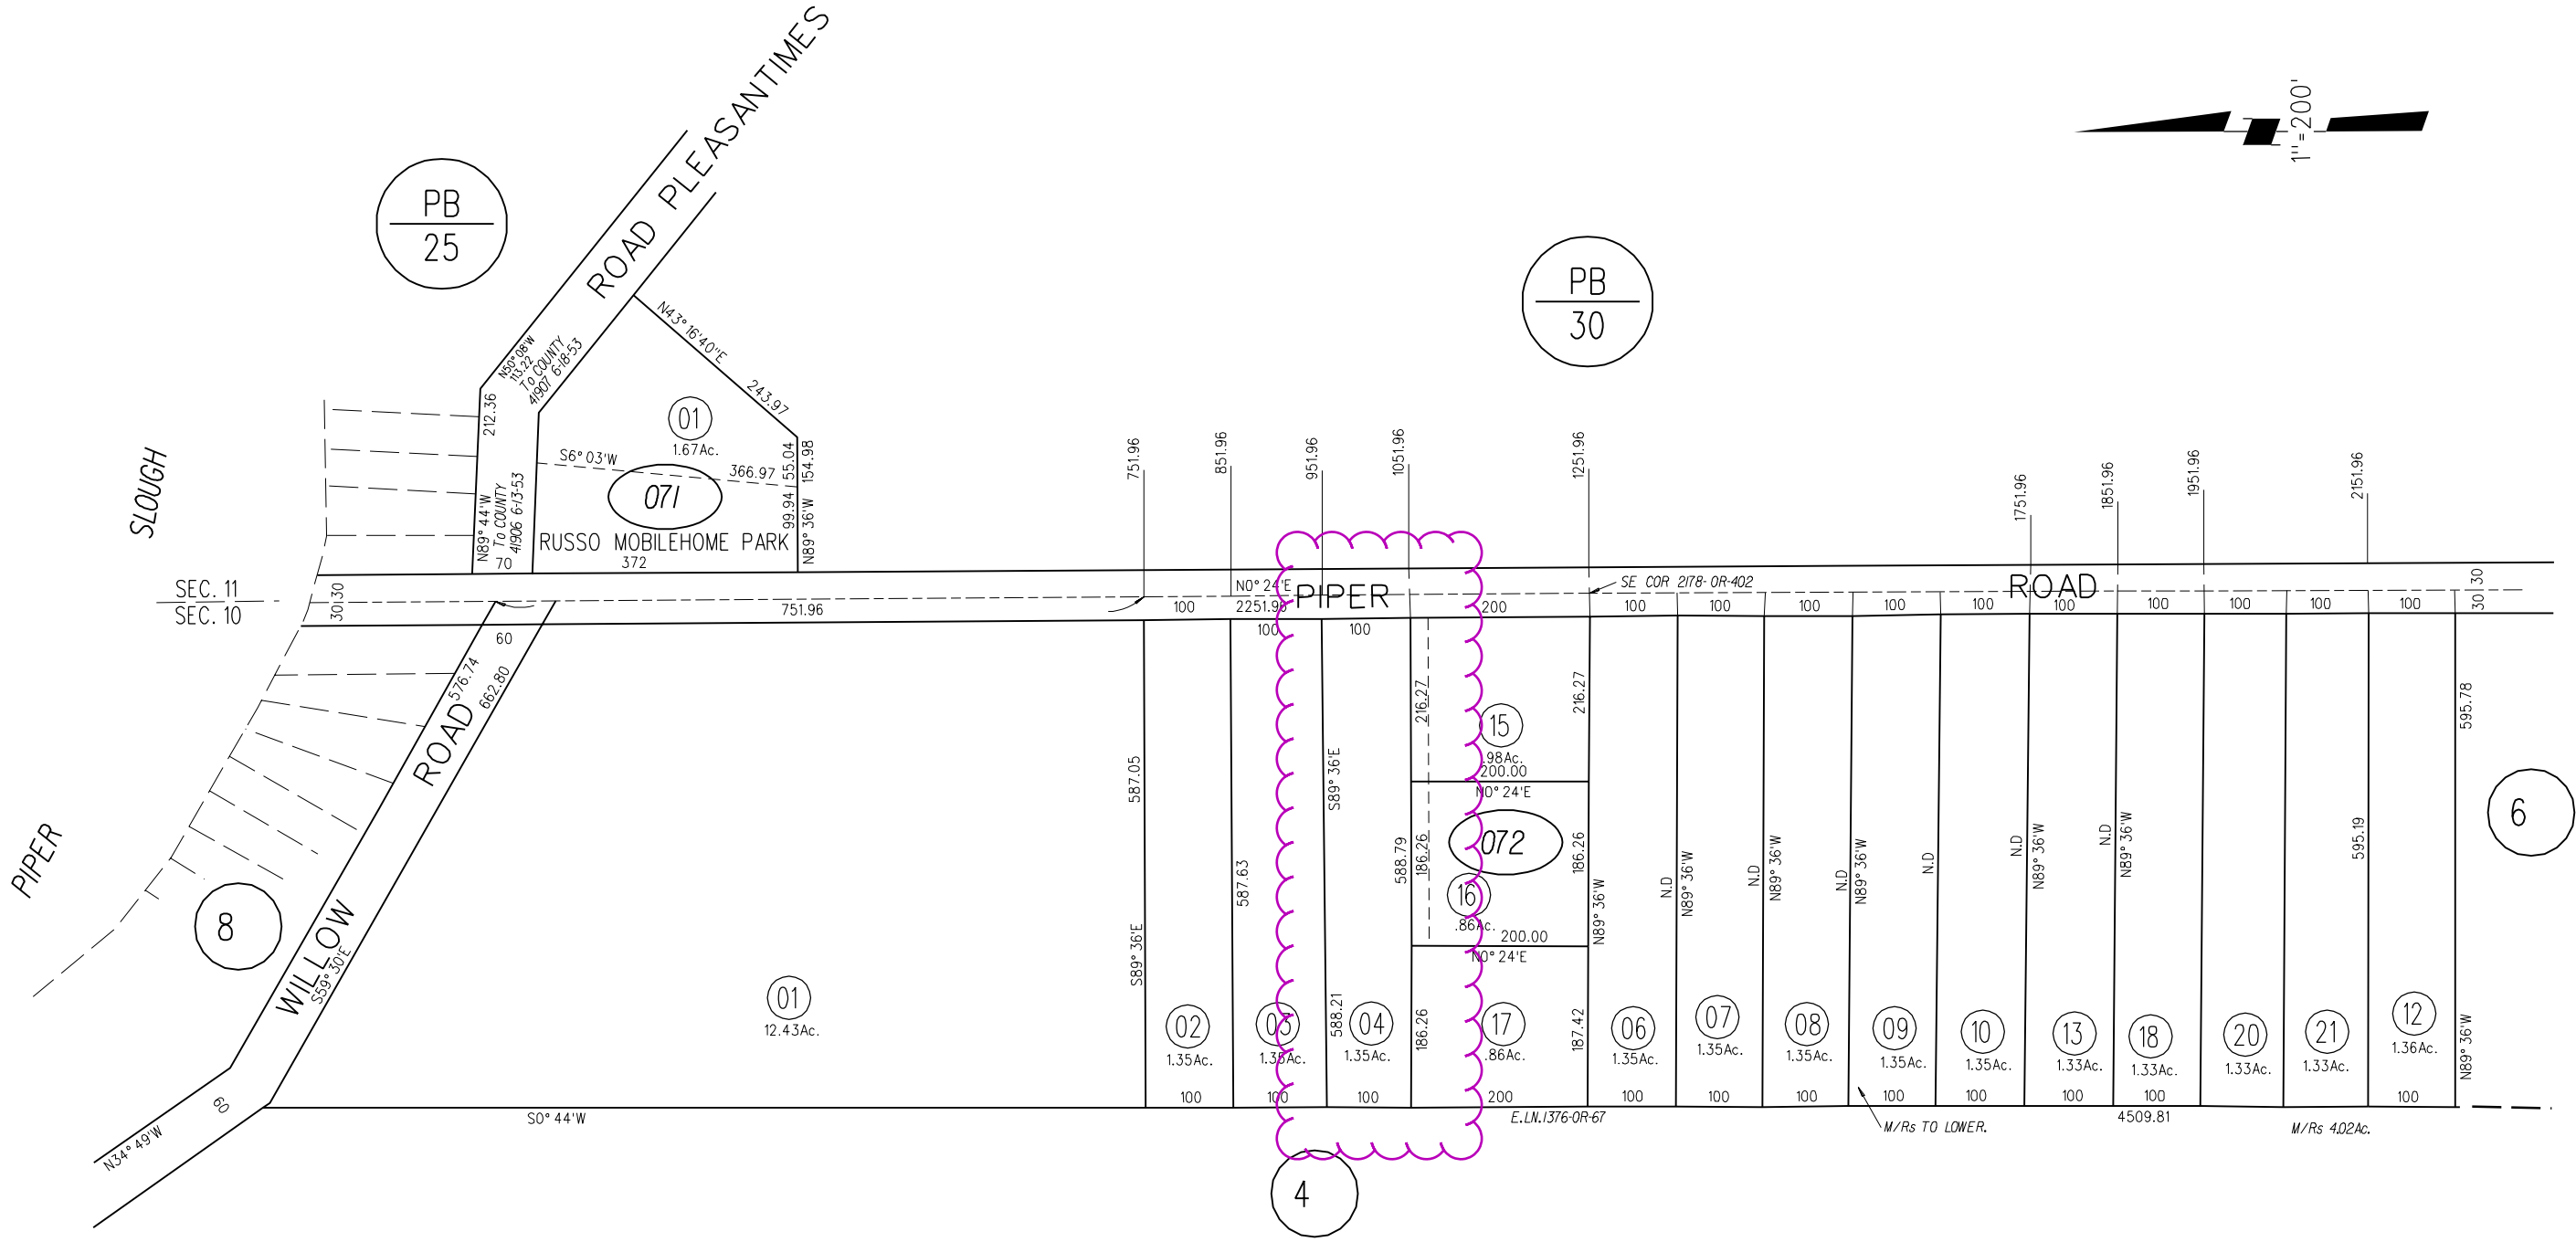 1"=200'
PB
25
PB
30
ROAD PLEASANTIMES
N50°08'W
113.22
To COUNTY
41907 6-18-53
N43°16'40"E
243.97
212.36
N89°44'W
To COUNTY
41906 6-13-53
70
01
1.67Ac.
S6°03'W
366.97
071
RUSSO MOBILEHOME PARK
372
99.94
55.04
N89°36'W
154.98
SLOUGH
PIPER
SEC. 11
SEC. 10
30
30
751.96
851.96
951.96
1051.96
1251.96
1751.96
1851.96
1951.96
2151.96
751.96
N0°24'E
2251.96
PIPER
ROAD
SE COR 2178-OR-402
100
200
100
100
100
100
100
100
100
100
100
100
30
30
60
100
100
576.74
662.80
WILLOW ROAD
S59°30'E
8
60
N34°49'W
S0°44'W
01
12.43Ac.
587.05
S89°36'E
587.63
S89°36'E
588.21
588.79
216.27
186.26
186.26
15
.98Ac.
200.00
N0°24'E
072
16
.86Ac.
200.00
N0°24'E
17
.86Ac.
200
216.27
186.26
187.42
N89°36'W
N.D
N89°36'W
N.D
N89°36'W
N.D
N89°36'W
N.D
N.D
N89°36'W
N.D
N89°36'W
595.19
595.78
N89°36'W
02
1.35Ac.
100
03
1.35Ac.
100
04
1.35Ac.
100
06
1.35Ac.
100
07
1.35Ac.
100
08
1.35Ac.
100
09
1.35Ac.
100
10
1.35Ac.
100
13
1.33Ac.
100
18
1.33Ac.
100
20
1.33Ac.
21
1.33Ac.
12
1.36Ac.
100
E.LN.1376-OR-67
M/Rs TO LOWER.
4509.81
M/Rs 4.02Ac.
4
6